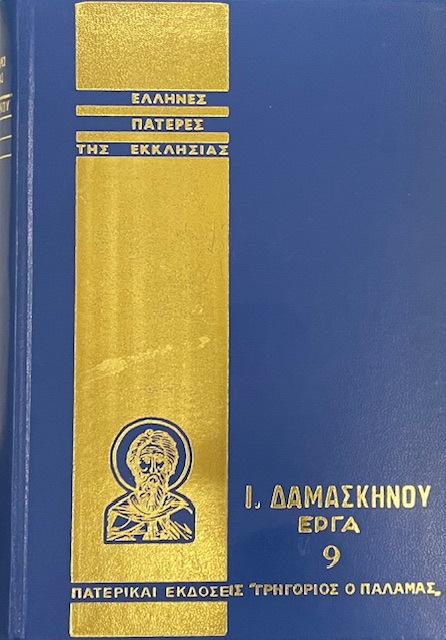 ΕΛΛΗΝΕΣ
ΠΑΤΕΡΕΣ
ΤΗΣ ΕΚΚΛΗΣΙΑΣ
Ι. ΔΑΜΑΣΚΗΝΟΥ
ΕΡΓΑ
9
ΠΑΤΕΡΙΚΑΙ ΕΚΔΟΣΕΙΣ "ΓΡΗΓΟΡΙΟΣ Ο ΠΑΛΑΜΑΣ„